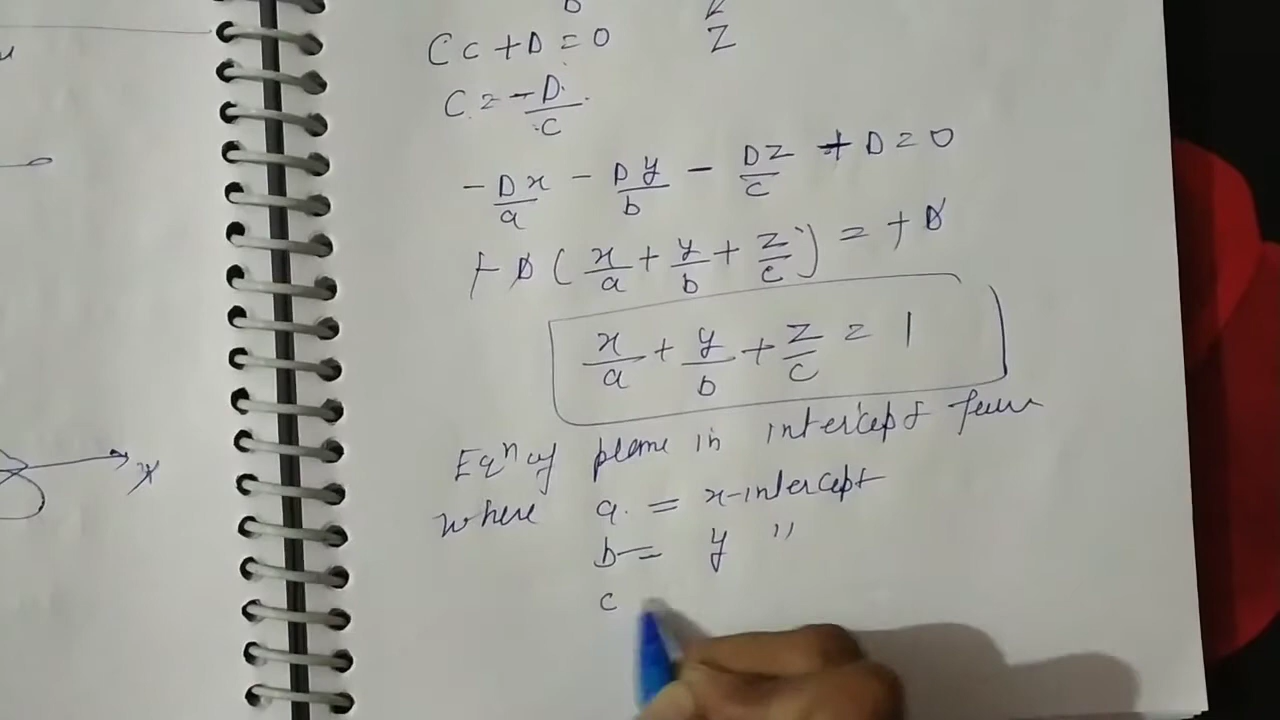 Cc + D = 0 Z
C = -D/c
-Dx/a - Dy/b - Dz/c + D = 0
+D (x/a + y/b + z/c) = +D
x/a + y/b + z/c = 1
Eqn of plane in intercept form
where a = x-intercept
b = y "
c
x